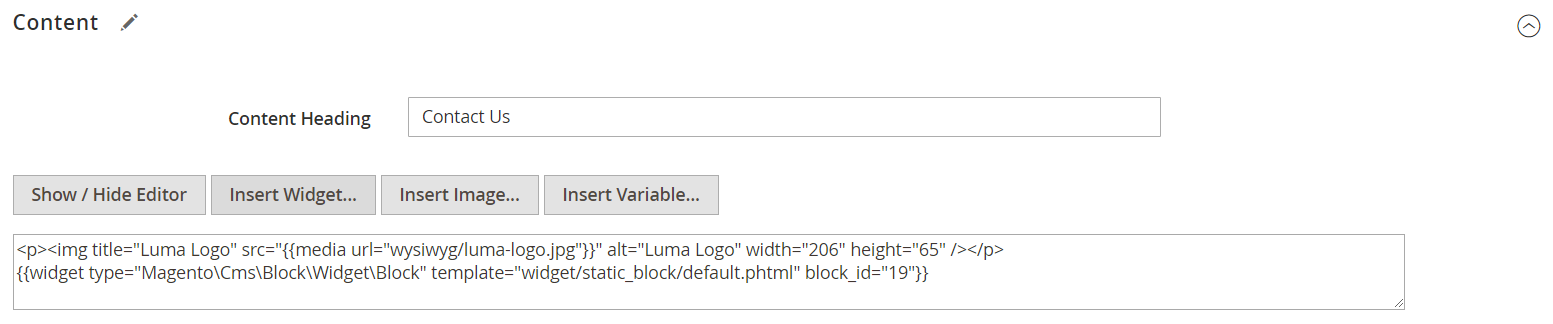 Content
Content Heading
Contact Us
Show / Hide Editor
Insert Widget...
Insert Image...
Insert Variable...
<p><img title="Luma Logo" src="{{media url="wysiwyg/luma-logo.jpg"}}" alt="Luma Logo" width="206" height="65" /></p>
{{widget type="Magento\Cms\Block\Widget\Block" template="widget/static_block/default.phtml" block_id="19"}}